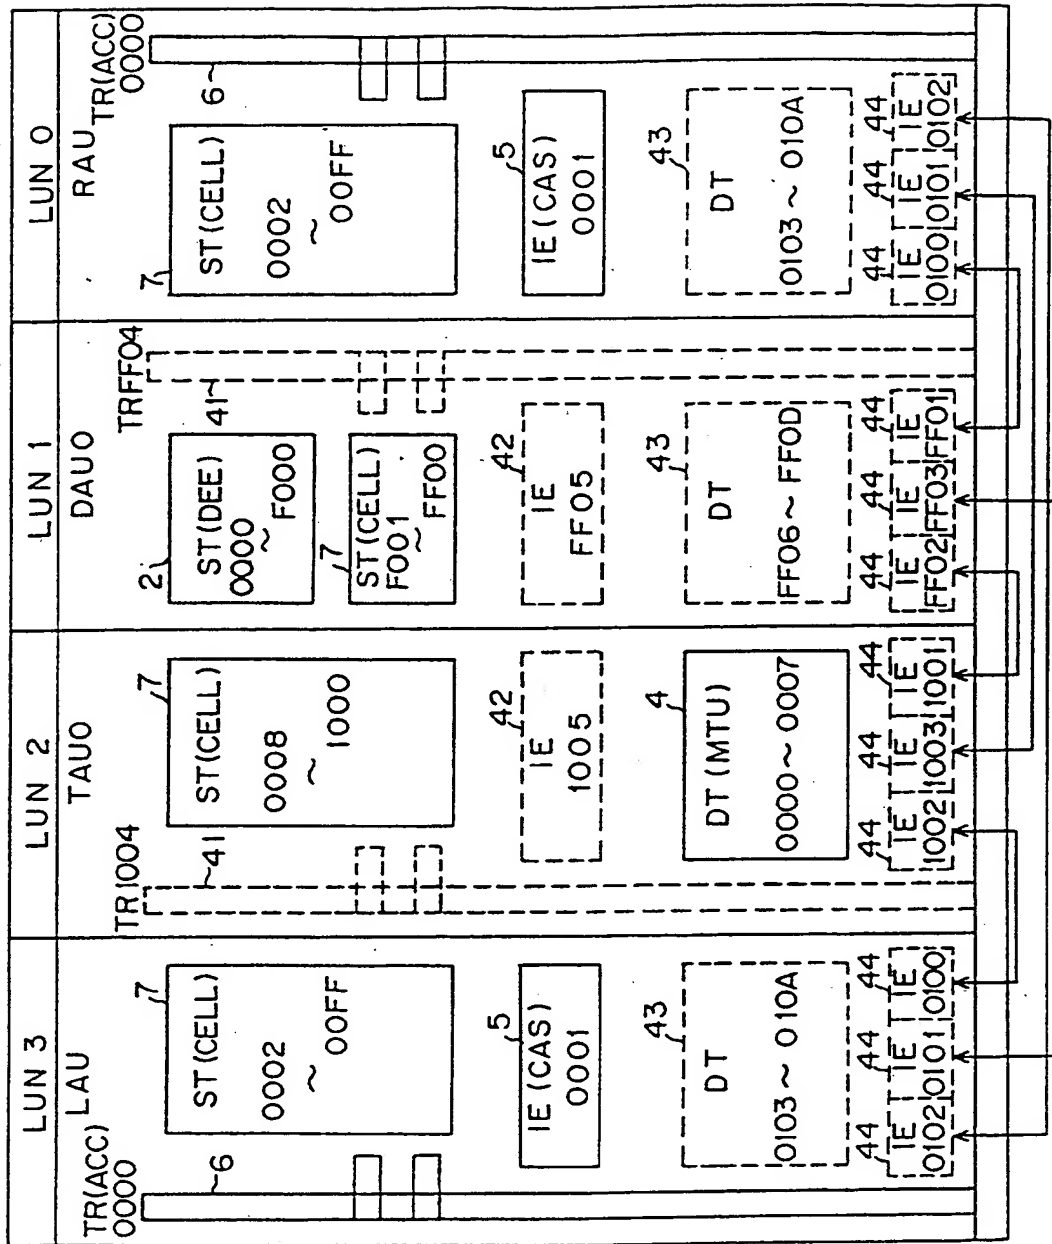 LUN 3
LAU
TR(ACC)
0000
6
7
ST(CELL)
0002
~
00FF
5
IE(CAS)
0001
43
DT
0103~010A
44
44
44
IE
0102
IE
0101
IE
0100
LUN 2
TAU0
TR1004
41
7
ST(CELL)
0008
~
1000
42
IE
1005
4
DT(MTU)
0000~0007
44
44
44
IE
1002
IE
1003
IE
1001
LUN 1
DAU0
TRFF04
41
2
ST(DEE)
0000
~
F000
7
ST(CELL)
F001
~
FF00
42
IE
FF05
43
DT
FF06~FF0D
44
44
44
IE
FF02
IE
FF03
IE
FF01
LUN 0
RAU
TR(ACC)
0000
6
7
ST(CELL)
0002
~
00FF
5
IE(CAS)
0001
43
DT
0103~010A
44
44
44
IE
0100
IE
0101
IE
0102